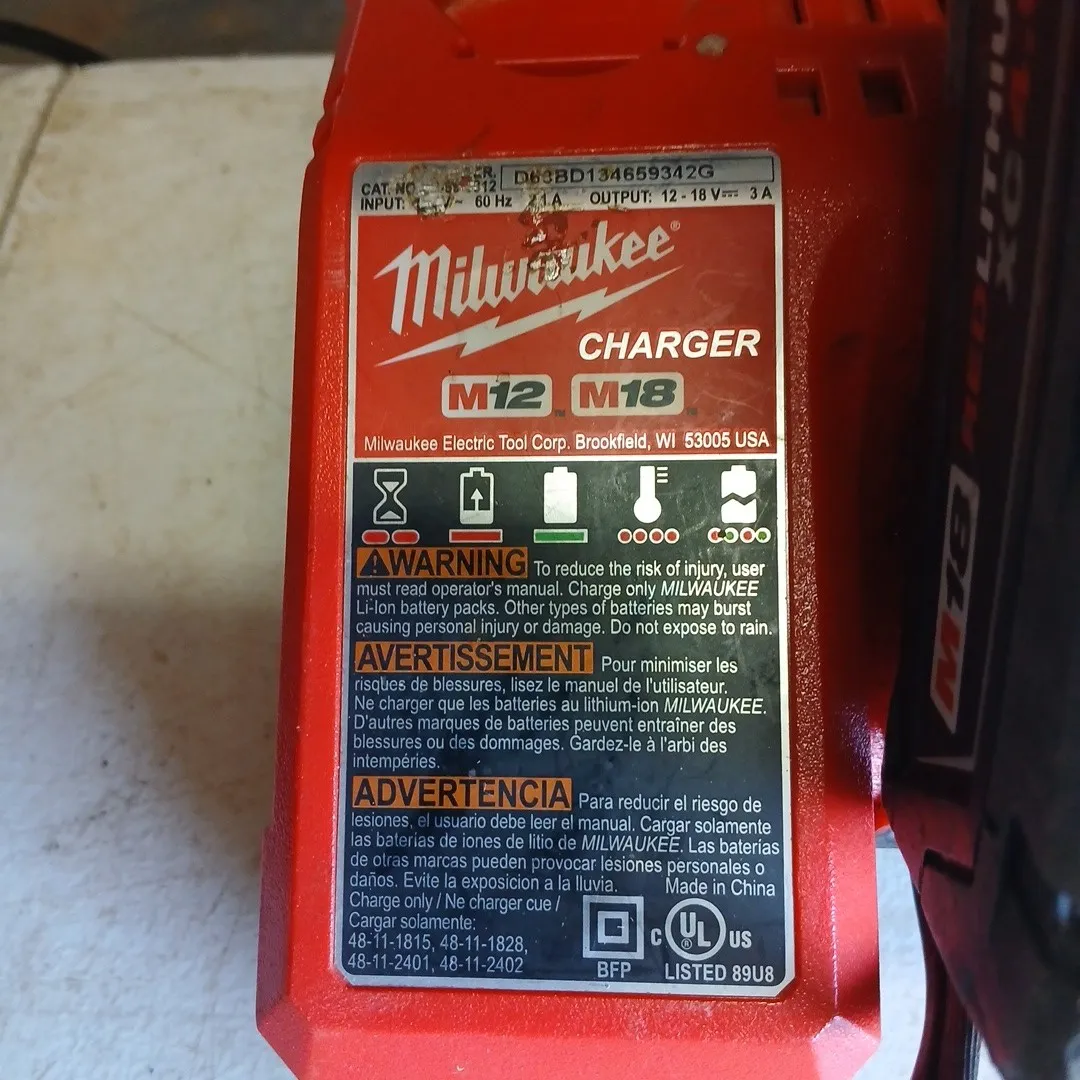 SER. D63BD134659342G
CAT. NO.
INPUT: 60 Hz 2.1 A OUTPUT: 12 - 18 V⎓ 3 A
Milwaukee®
CHARGER
M12™ M18™
Milwaukee Electric Tool Corp. Brookfield, WI 53005 USA
⚠WARNING To reduce the risk of injury, user
must read operator's manual. Charge only MILWAUKEE
Li-Ion battery packs. Other types of batteries may burst
causing personal injury or damage. Do not expose to rain.
AVERTISSEMENT Pour minimiser les
risques de blessures, lisez le manuel de l'utilisateur.
Ne charger que les batteries au lithium-ion MILWAUKEE.
D'autres marques de batteries peuvent entraîner des
blessures ou des dommages. Gardez-le à l'arbi des
intempéries.
ADVERTENCIA Para reducir el riesgo de
lesiones, el usuario debe leer el manual. Cargar solamente
las baterías de iones de litio de MILWAUKEE. Las baterías
de otras marcas pueden provocar lesiones personales o
daños. Evite la exposicion a la lluvia. Made in China
Charge only / Ne charger cue /
Cargar solamente:
48-11-1815, 48-11-1828,
48-11-2401, 48-11-2402
BFP
C UL® US
LISTED 89U8
M18 REDLITHIUM
XC